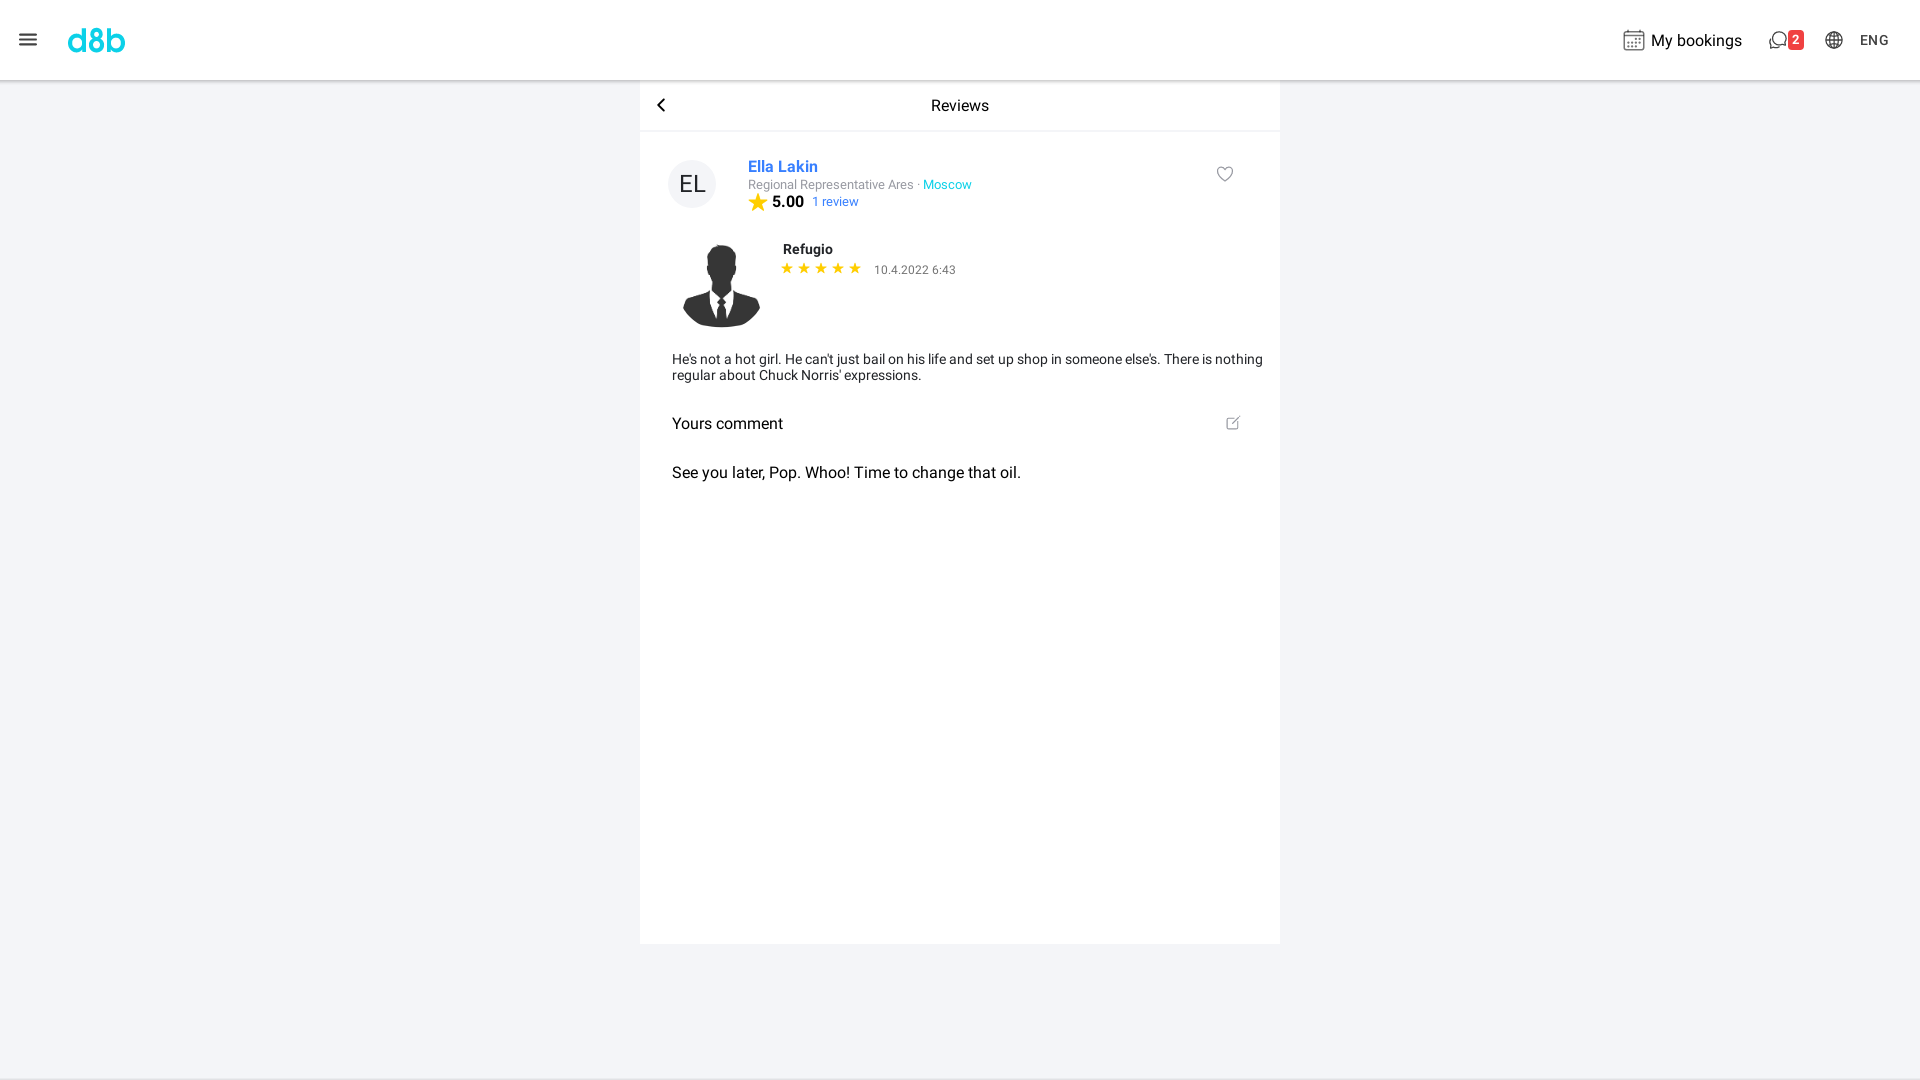 d8b
My bookings
2
ENG
Reviews
EL
Ella Lakin
Regional Representative Ares · Moscow
5.00 1 review
Refugio
10.4.2022 6:43
He's not a hot girl. He can't just bail on his life and set up shop in someone else's. There is nothing
regular about Chuck Norris' expressions.
Yours comment
See you later, Pop. Whoo! Time to change that oil.